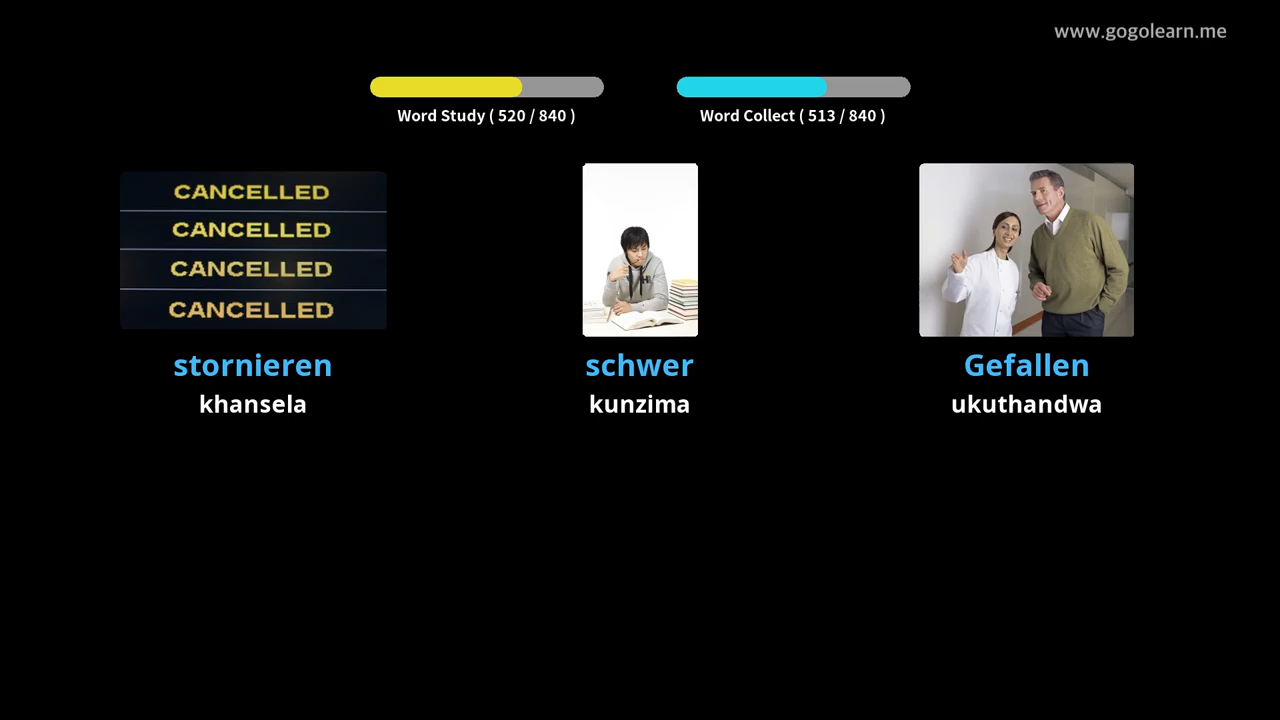 www.gogolearn.me
Word Study ( 520 / 840 )
Word Collect ( 513 / 840 )
CANCELLED
CANCELLED
CANCELLED
CANCELLED
stornieren
khansela
schwer
kunzima
Gefallen
ukuthandwa